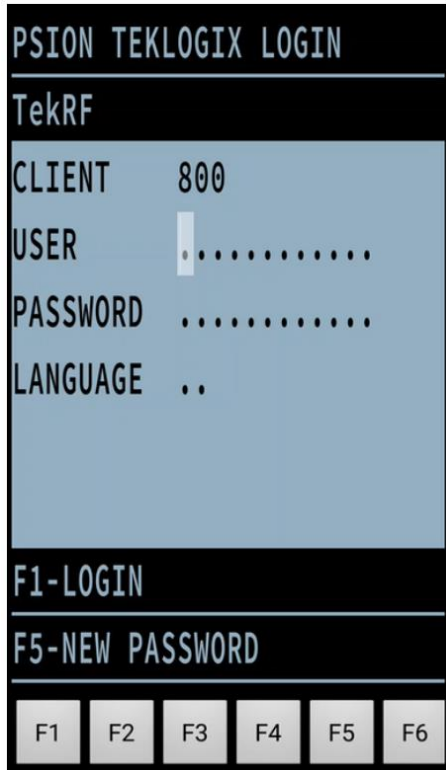 PSION TEKLOGIX LOGIN
TekRF
CLIENT 800
USER ............
PASSWORD ............
LANGUAGE ..
F1-LOGIN
F5-NEW PASSWORD
F1 F2 F3 F4 F5 F6